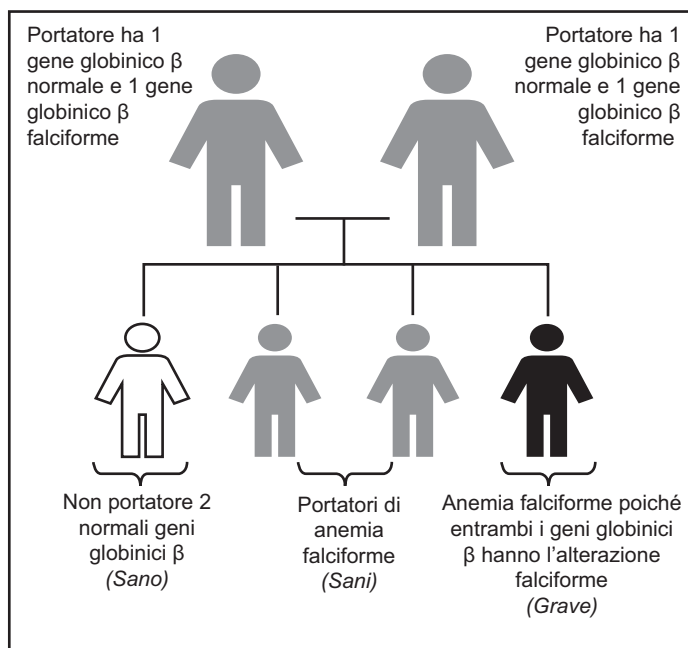 Portatore ha 1
gene globinico β
normale e 1 gene
globinico β
falciforme
Portatore ha 1
gene globinico β
normale e 1 gene
globinico β
falciforme
Non portatore 2
normali geni
globinici β
(Sano)
Portatori di
anemia
falciforme
(Sani)
Anemia falciforme poiché
entrambi i geni globinici
β hanno l'alterazione
falciforme
(Grave)